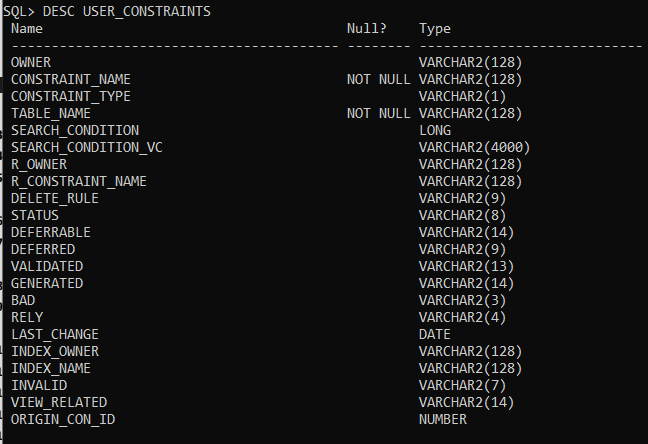 SQL> DESC USER_CONSTRAINTS
Name Null? Type
----------------------------------------- -------- ----------------------------
OWNER VARCHAR2(128)
CONSTRAINT_NAME NOT NULL VARCHAR2(128)
CONSTRAINT_TYPE VARCHAR2(1)
TABLE_NAME NOT NULL VARCHAR2(128)
SEARCH_CONDITION LONG
SEARCH_CONDITION_VC VARCHAR2(4000)
R_OWNER VARCHAR2(128)
R_CONSTRAINT_NAME VARCHAR2(128)
DELETE_RULE VARCHAR2(9)
STATUS VARCHAR2(8)
DEFERRABLE VARCHAR2(14)
DEFERRED VARCHAR2(9)
VALIDATED VARCHAR2(13)
GENERATED VARCHAR2(14)
BAD VARCHAR2(3)
RELY VARCHAR2(4)
LAST_CHANGE DATE
INDEX_OWNER VARCHAR2(128)
INDEX_NAME VARCHAR2(128)
INVALID VARCHAR2(7)
VIEW_RELATED VARCHAR2(14)
ORIGIN_CON_ID NUMBER